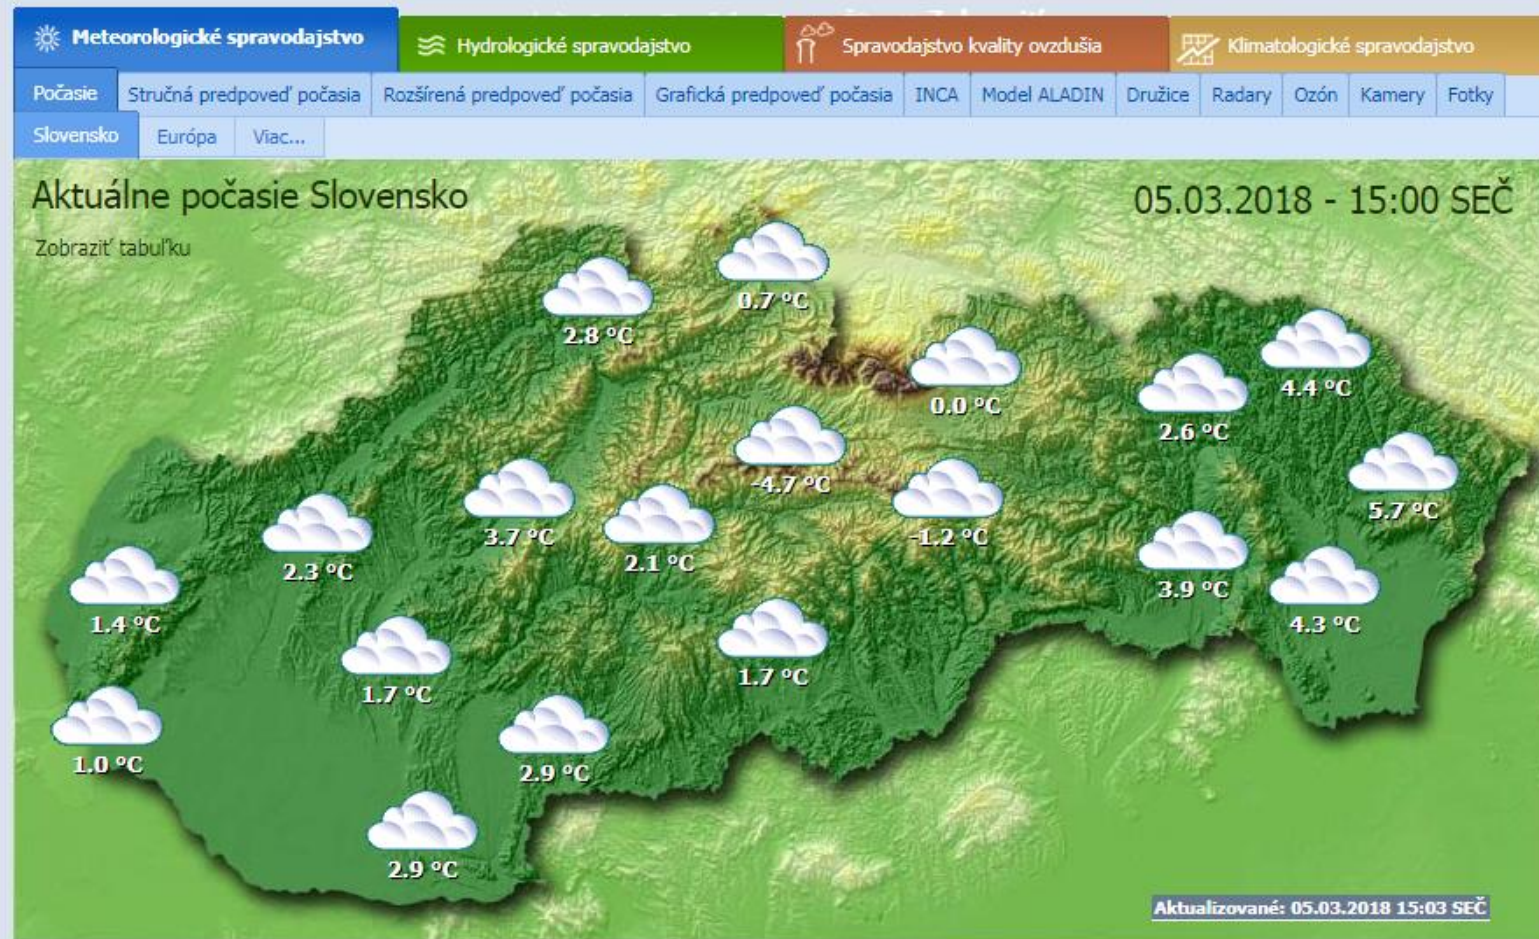 Meteorologické spravodajstvo
Hydrologické spravodajstvo
Spravodajstvo kvality ovzdušia
Klimatologické spravodajstvo
Počasie Stručná predpoveď počasia Rozšírená predpoveď počasia Grafická predpoveď počasia INCA Model ALADIN Družice Radary Ozón Kamery Fotky
Slovensko Európa Viac...
Aktuálne počasie Slovensko
05.03.2018 - 15:00 SEČ
Zobraziť tabuľku
0.7 °C
2.8 °C
4.4 °C
0.0 °C
2.6 °C
-4.7 °C
5.7 °C
3.7 °C
-1.2 °C
2.1 °C
2.3 °C
3.9 °C
1.4 °C
4.3 °C
1.7 °C
1.7 °C
1.0 °C
2.9 °C
2.9 °C
Aktualizované: 05.03.2018 15:03 SEČ